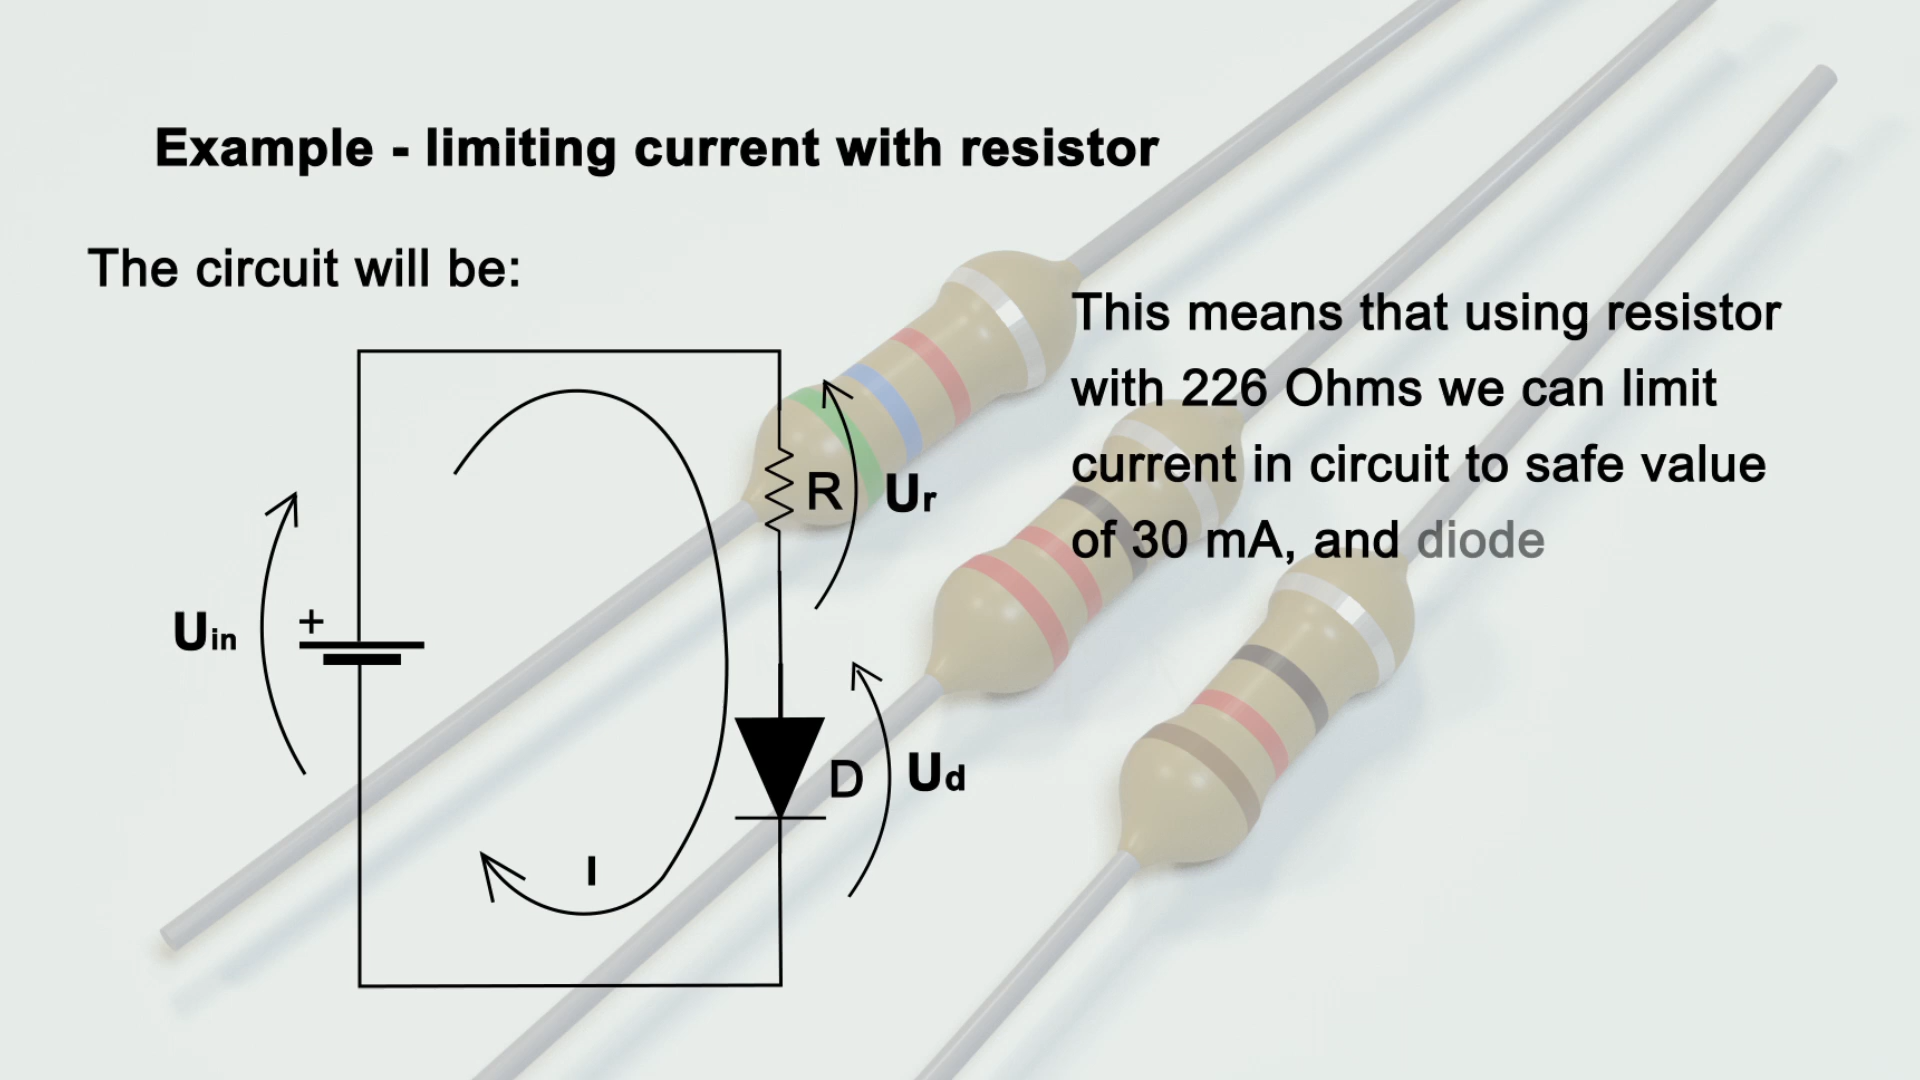 Example - limiting current with resistor
The circuit will be:
This means that using resistor
with 226 Ohms we can limit
current in circuit to safe value
of 30 mA, and diode
R
Ur
Uin
+
D
Ud
I